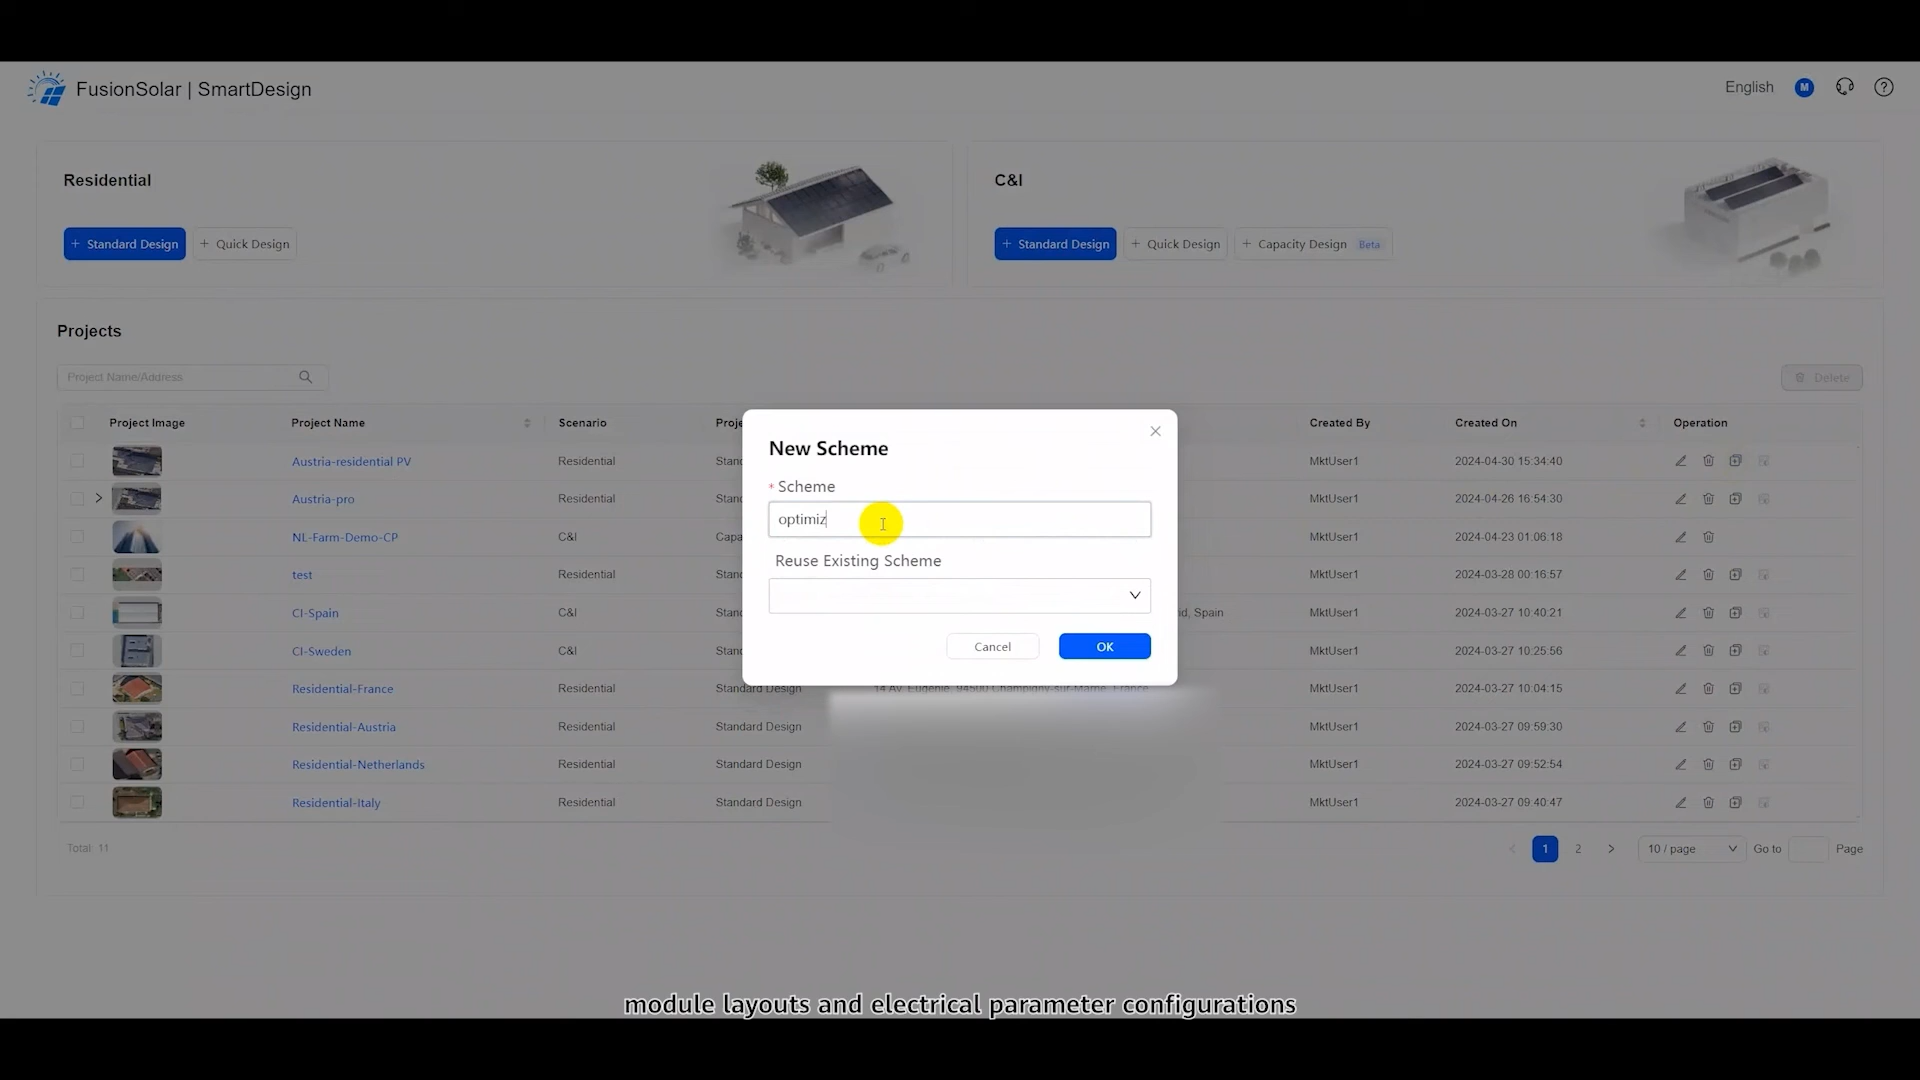 FusionSolar | SmartDesign
English
M
Residential
+ Standard Design
+ Quick Design
C&I
+ Standard Design
+ Quick Design
+ Capacity Design Beta
Projects
Project Name/Address
Delete
Project Image Project Name Scenario Proje Created By Created On Operation
Austria-residential PV Residential Stand MktUser1 2024-04-30 15:34:40
Austria-pro Residential Stand MktUser1 2024-04-26 16:54:30
NL-Farm-Demo-CP C&I Capa MktUser1 2024-04-23 01:06:18
test Residential Stand MktUser1 2024-03-28 00:16:57
CI-Spain C&I Stand id, Spain MktUser1 2024-03-27 10:40:21
CI-Sweden C&I Stand MktUser1 2024-03-27 10:25:56
Residential-France Residential Standard Design 14 Av. Eugénie, 94500 Champigny-sur-Marne, France MktUser1 2024-03-27 10:04:15
Residential-Austria Residential Standard Design MktUser1 2024-03-27 09:59:30
Residential-Netherlands Residential Standard Design MktUser1 2024-03-27 09:52:54
Residential-Italy Residential Standard Design MktUser1 2024-03-27 09:40:47
New Scheme
* Scheme
optimiz
Reuse Existing Scheme
Cancel
OK
Total: 11
1 2 10 / page Go to Page
module layouts and electrical parameter configurations